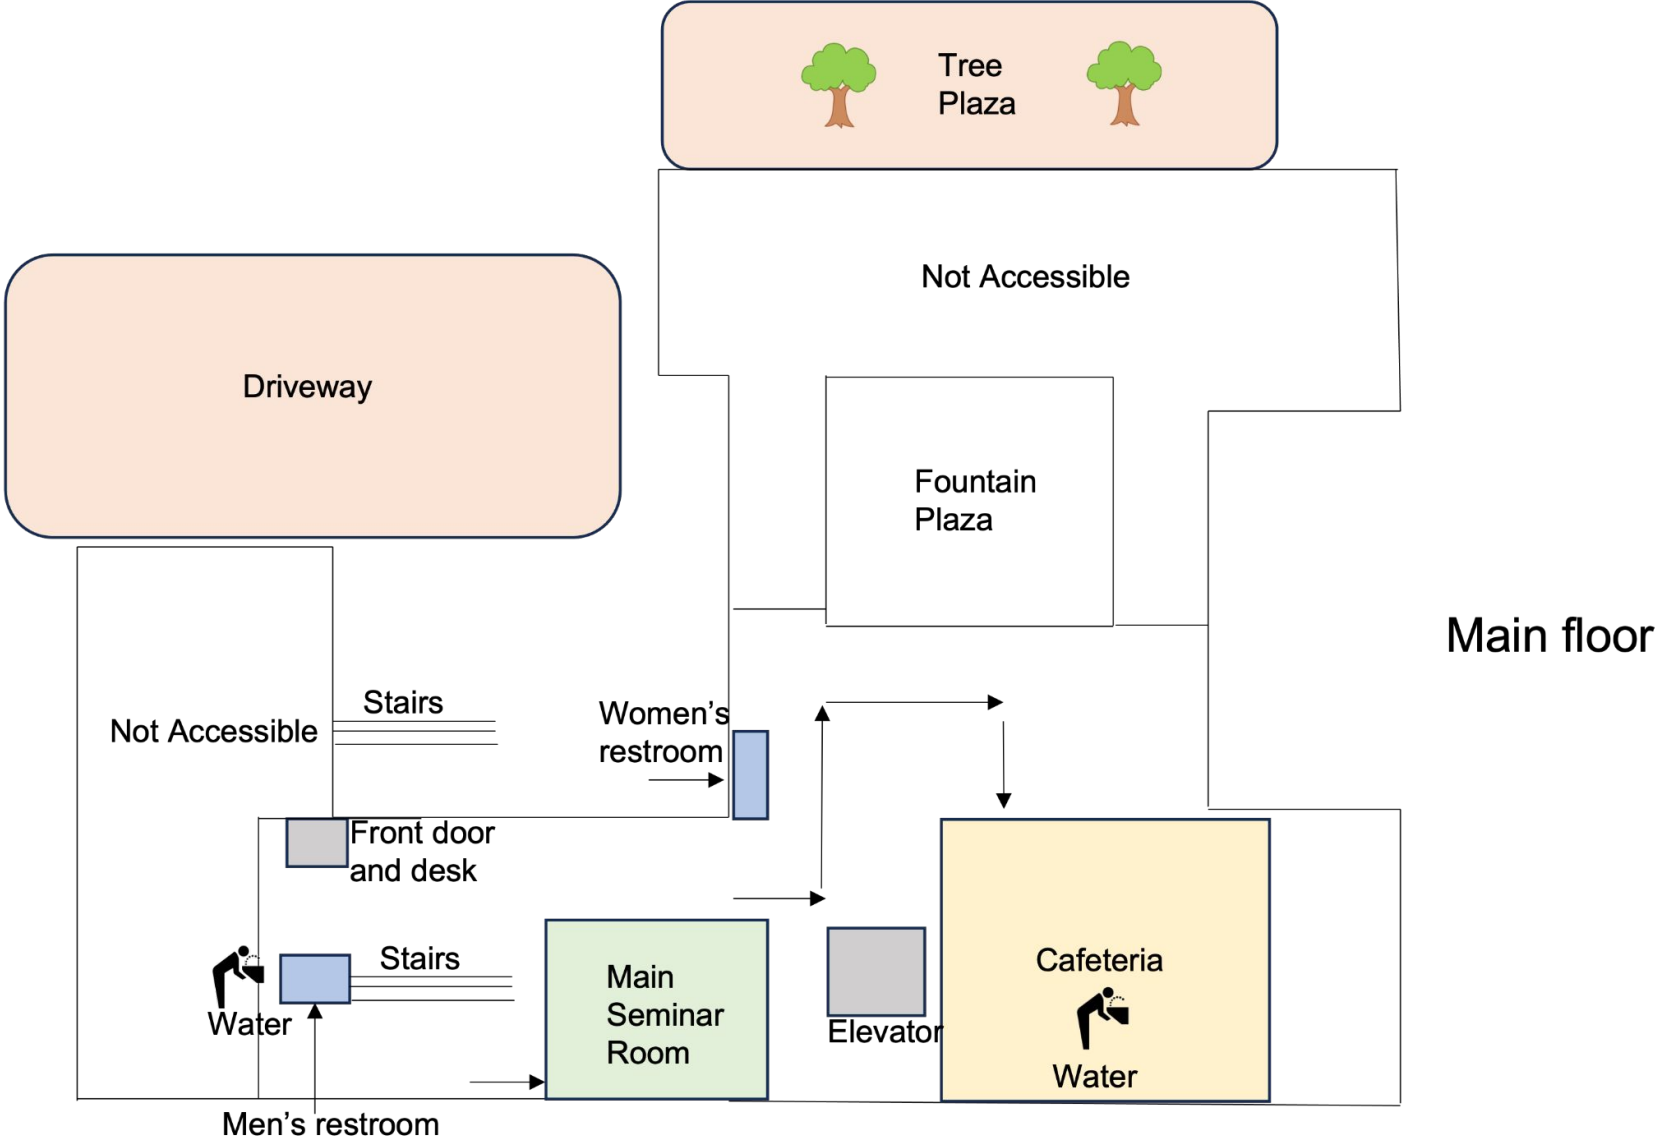 Tree
Plaza
Not Accessible
Driveway
Fountain
Plaza
Main floor
Stairs
Women's
restroom
Not Accessible
Front door
and desk
Stairs
Water
Main
Seminar
Room
Elevator
Cafeteria
Water
Men's restroom